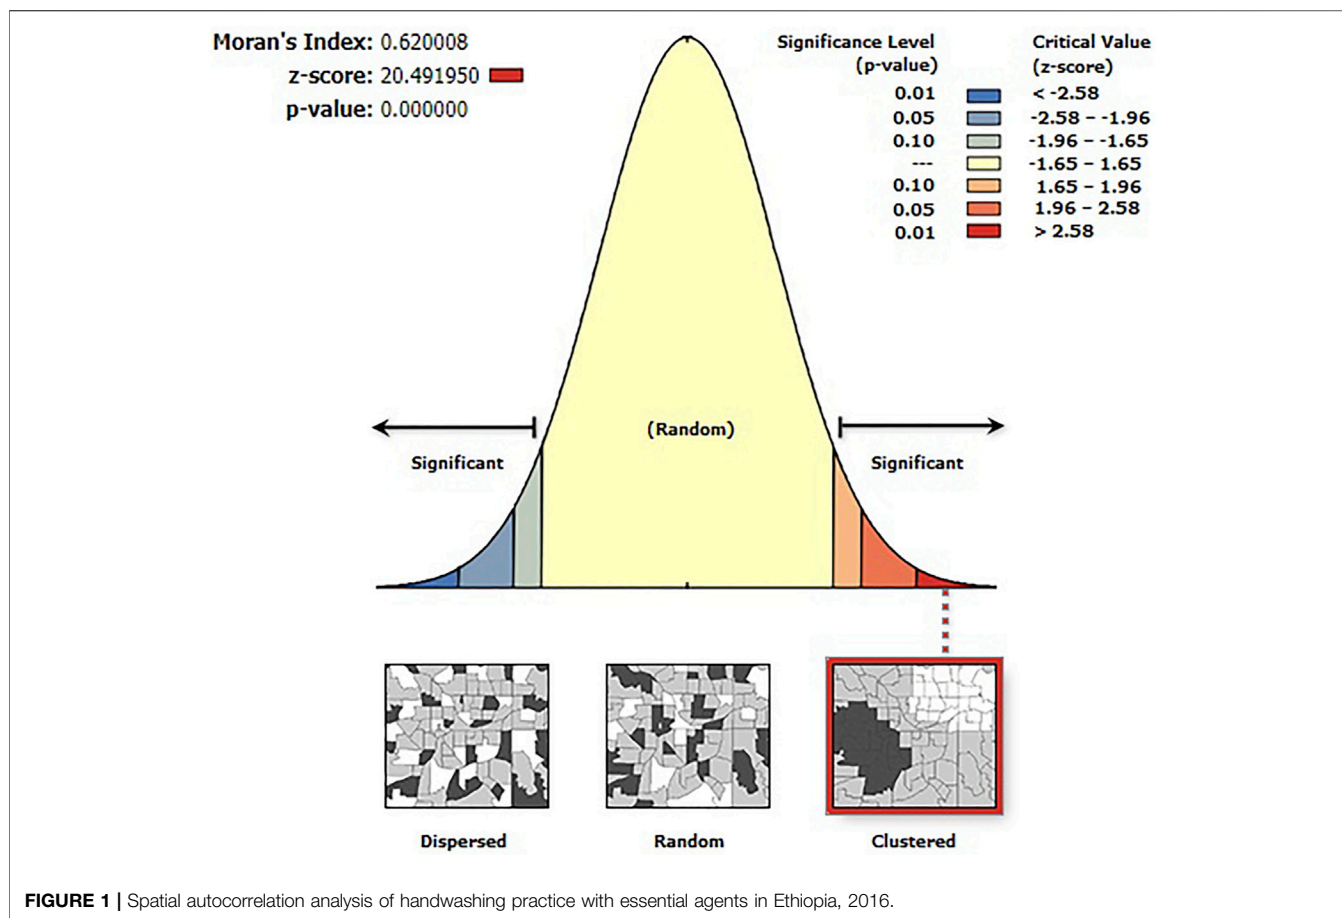 Moran's Index: 0.620008
z-score: 20.491950
p-value: 0.000000
Significance Level Critical Value
(p-value) (z-score)
0.01 < -2.58
0.05 -2.58 – -1.96
0.10 -1.96 – -1.65
--- -1.65 – 1.65
0.10 1.65 – 1.96
0.05 1.96 – 2.58
0.01 > 2.58
(Random)
Significant Significant
Dispersed Random Clustered
FIGURE 1 | Spatial autocorrelation analysis of handwashing practice with essential agents in Ethiopia, 2016.